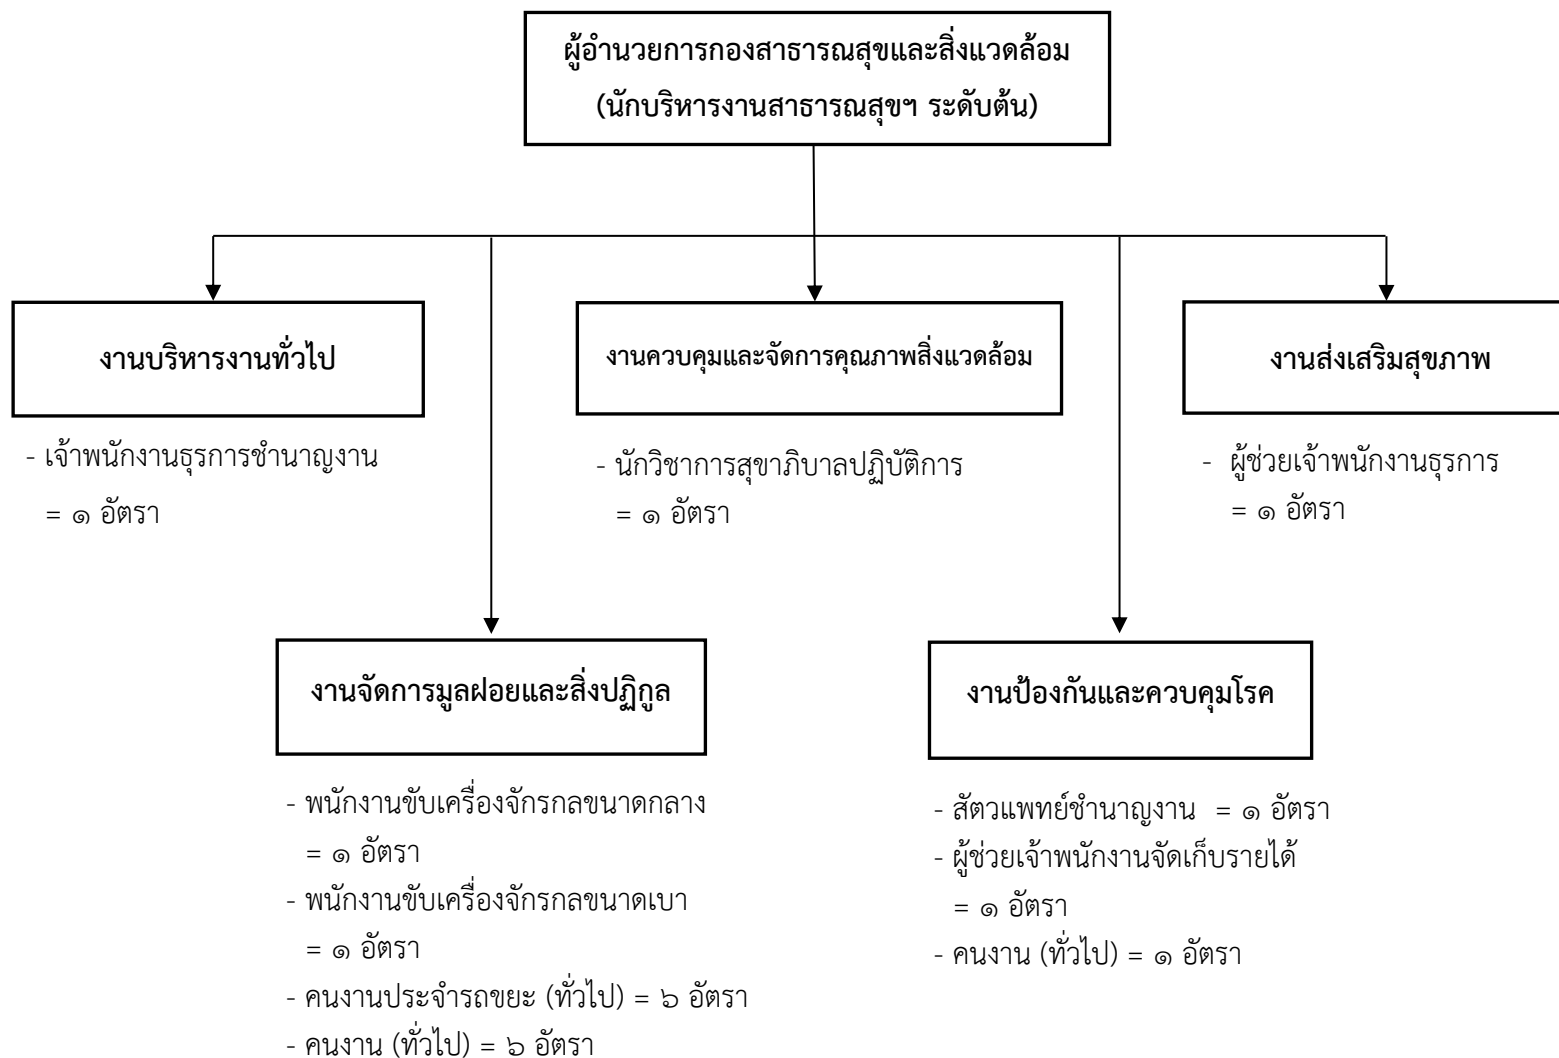 ผู้อำนวยการกองสาธารณสุขและสิ่งแวดล้อม
(นักบริหารงานสาธารณสุขฯ ระดับต้น)
งานบริหารงานทั่วไป
- เจ้าพนักงานธุรการชำนาญงาน
= ๑ อัตรา
งานควบคุมและจัดการคุณภาพสิ่งแวดล้อม
- นักวิชาการสุขาภิบาลปฏิบัติการ
= ๑ อัตรา
งานส่งเสริมสุขภาพ
- ผู้ช่วยเจ้าพนักงานธุรการ
= ๑ อัตรา
งานจัดการมูลฝอยและสิ่งปฏิกูล
- พนักงานขับเครื่องจักรกลขนาดกลาง
= ๑ อัตรา
- พนักงานขับเครื่องจักรกลขนาดเบา
= ๑ อัตรา
- คนงานประจำรถขยะ (ทั่วไป) = ๖ อัตรา
- คนงาน (ทั่วไป) = ๖ อัตรา
งานป้องกันและควบคุมโรค
- สัตวแพทย์ชำนาญงาน = ๑ อัตรา
- ผู้ช่วยเจ้าพนักงานจัดเก็บรายได้
= ๑ อัตรา
- คนงาน (ทั่วไป) = ๑ อัตรา